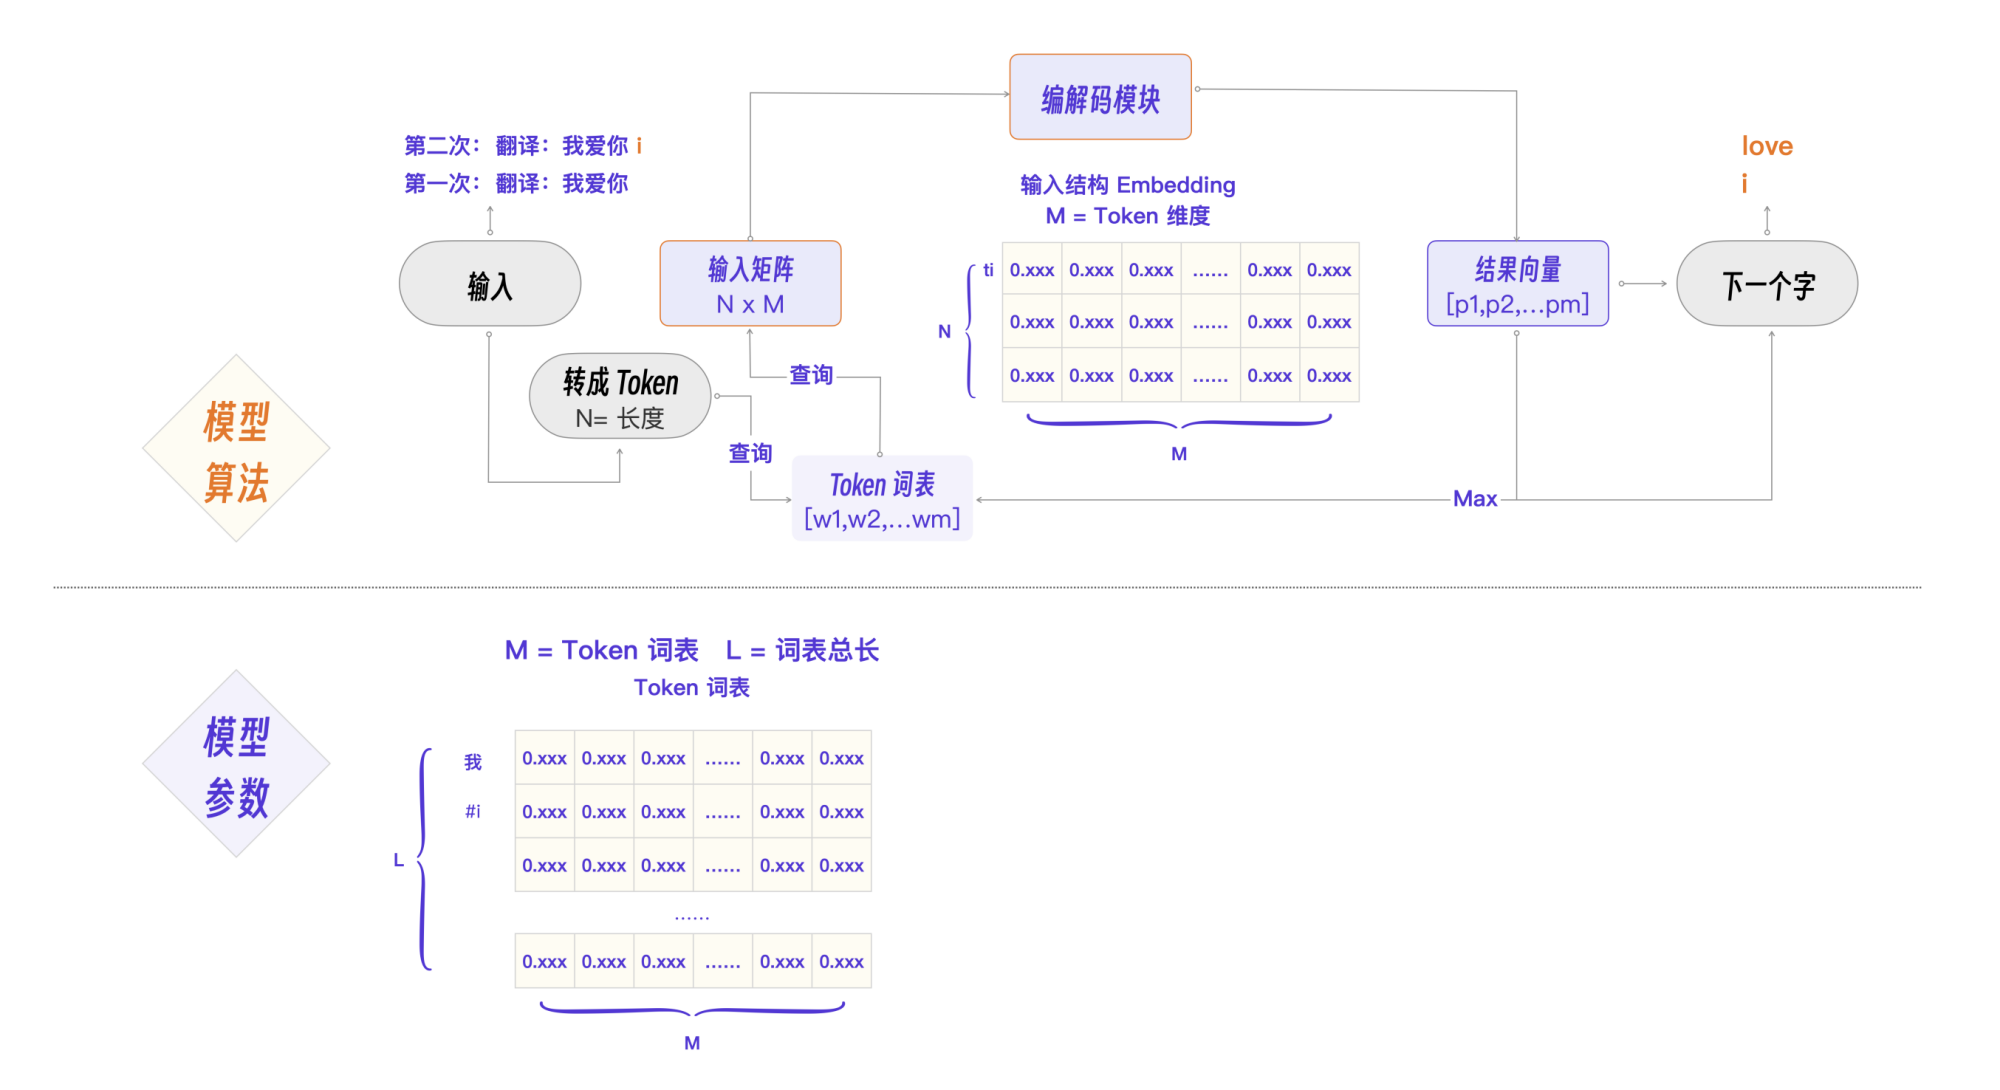 编解码模块
第二次： 翻译：我爱你 i
第一次： 翻译：我爱你
love
i
输入结构 Embedding
M = Token 维度
输入
输入矩阵
N x M
ti 0.xxx 0.xxx 0.xxx ...... 0.xxx 0.xxx
0.xxx 0.xxx 0.xxx ...... 0.xxx 0.xxx
0.xxx 0.xxx 0.xxx ...... 0.xxx 0.xxx
N
M
结果向量
[p1,p2,...pm]
下一个字
转成 Token
N= 长度
查询
查询
模型
算法
Token 词表
[w1,w2,...wm]
Max
M = Token 词表 L = 词表总长
Token 词表
模型
参数
我 0.xxx 0.xxx 0.xxx ...... 0.xxx 0.xxx
#i 0.xxx 0.xxx 0.xxx ...... 0.xxx 0.xxx
L
0.xxx 0.xxx 0.xxx ...... 0.xxx 0.xxx
......
0.xxx 0.xxx 0.xxx ...... 0.xxx 0.xxx
M